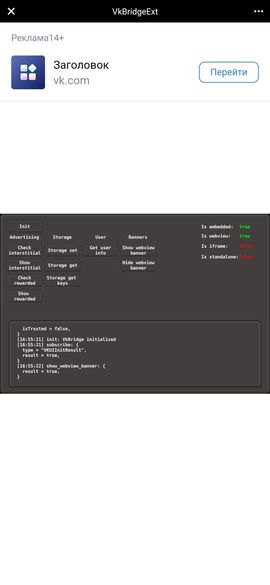 VkBridgeExt
Реклама14+
Заголовок
vk.com
Перейти
Init
Advertising Storage User Banners
Check interstitial
Storage set
Get user info
Show webview banner
Show interstitial
Storage get
Hide webview banner
Check rewarded
Storage get keys
Show rewarded
Is embedded: true
Is webview: true
Is iframe: false
Is standalone: false
isTrusted = false,
}
[16:55:21] init: VkBridge initialized
[16:55:21] subscribe: {
type = "VKUIInitResult",
result = true,
}
[16:55:22] show_webview_banner: {
result = true,
}